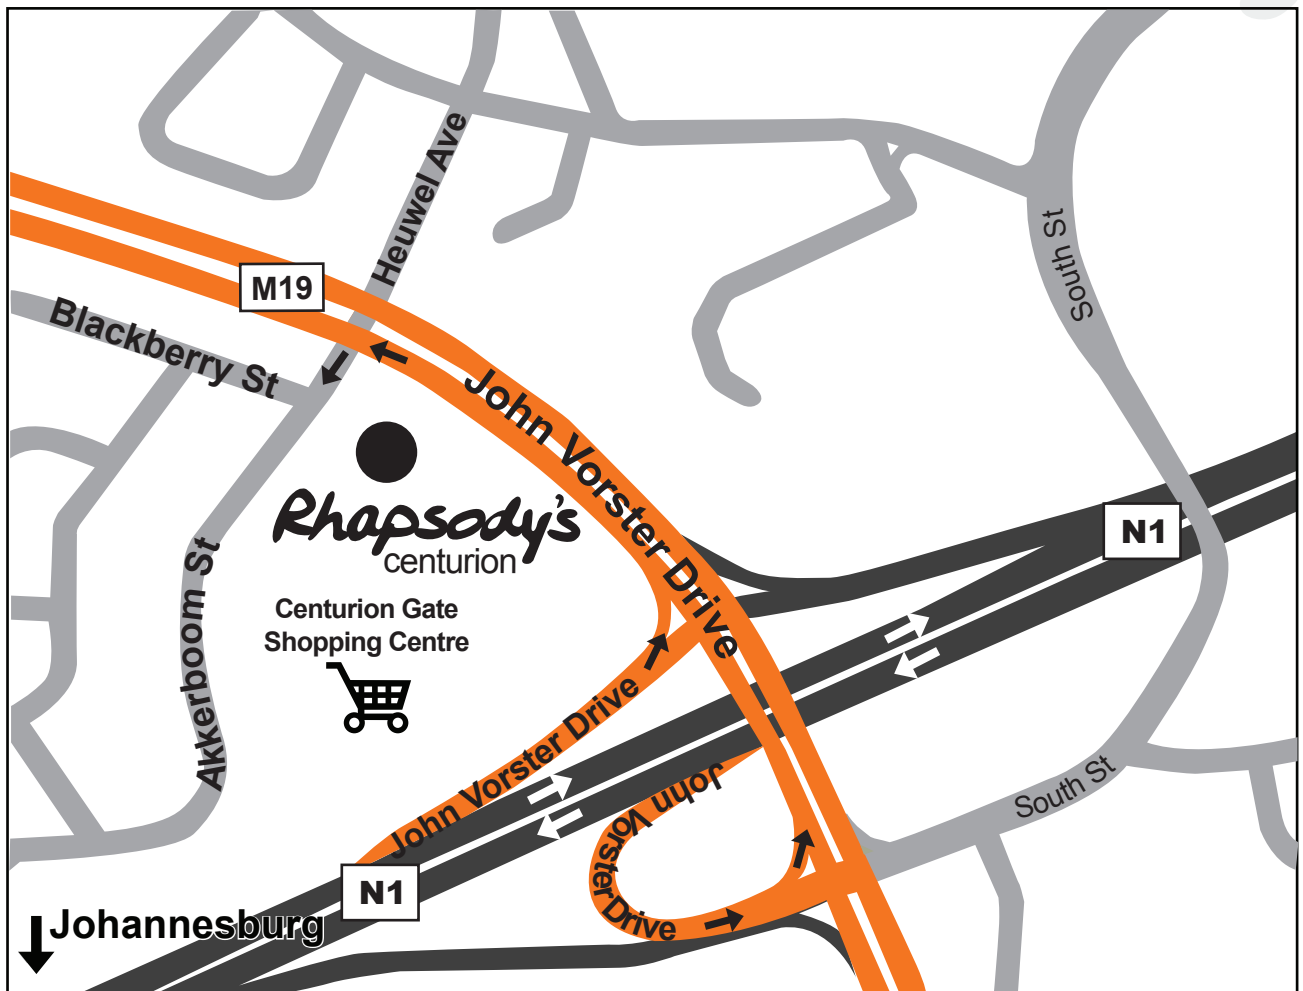 Heuwel Ave
South St
M19
Blackberry St
John Vorster Drive
Rhapsody's
centurion
N1
Akkerboom St
Centurion Gate
Shopping Centre
John Vorster Drive
John Vorster Drive
South St
N1
Johannesburg